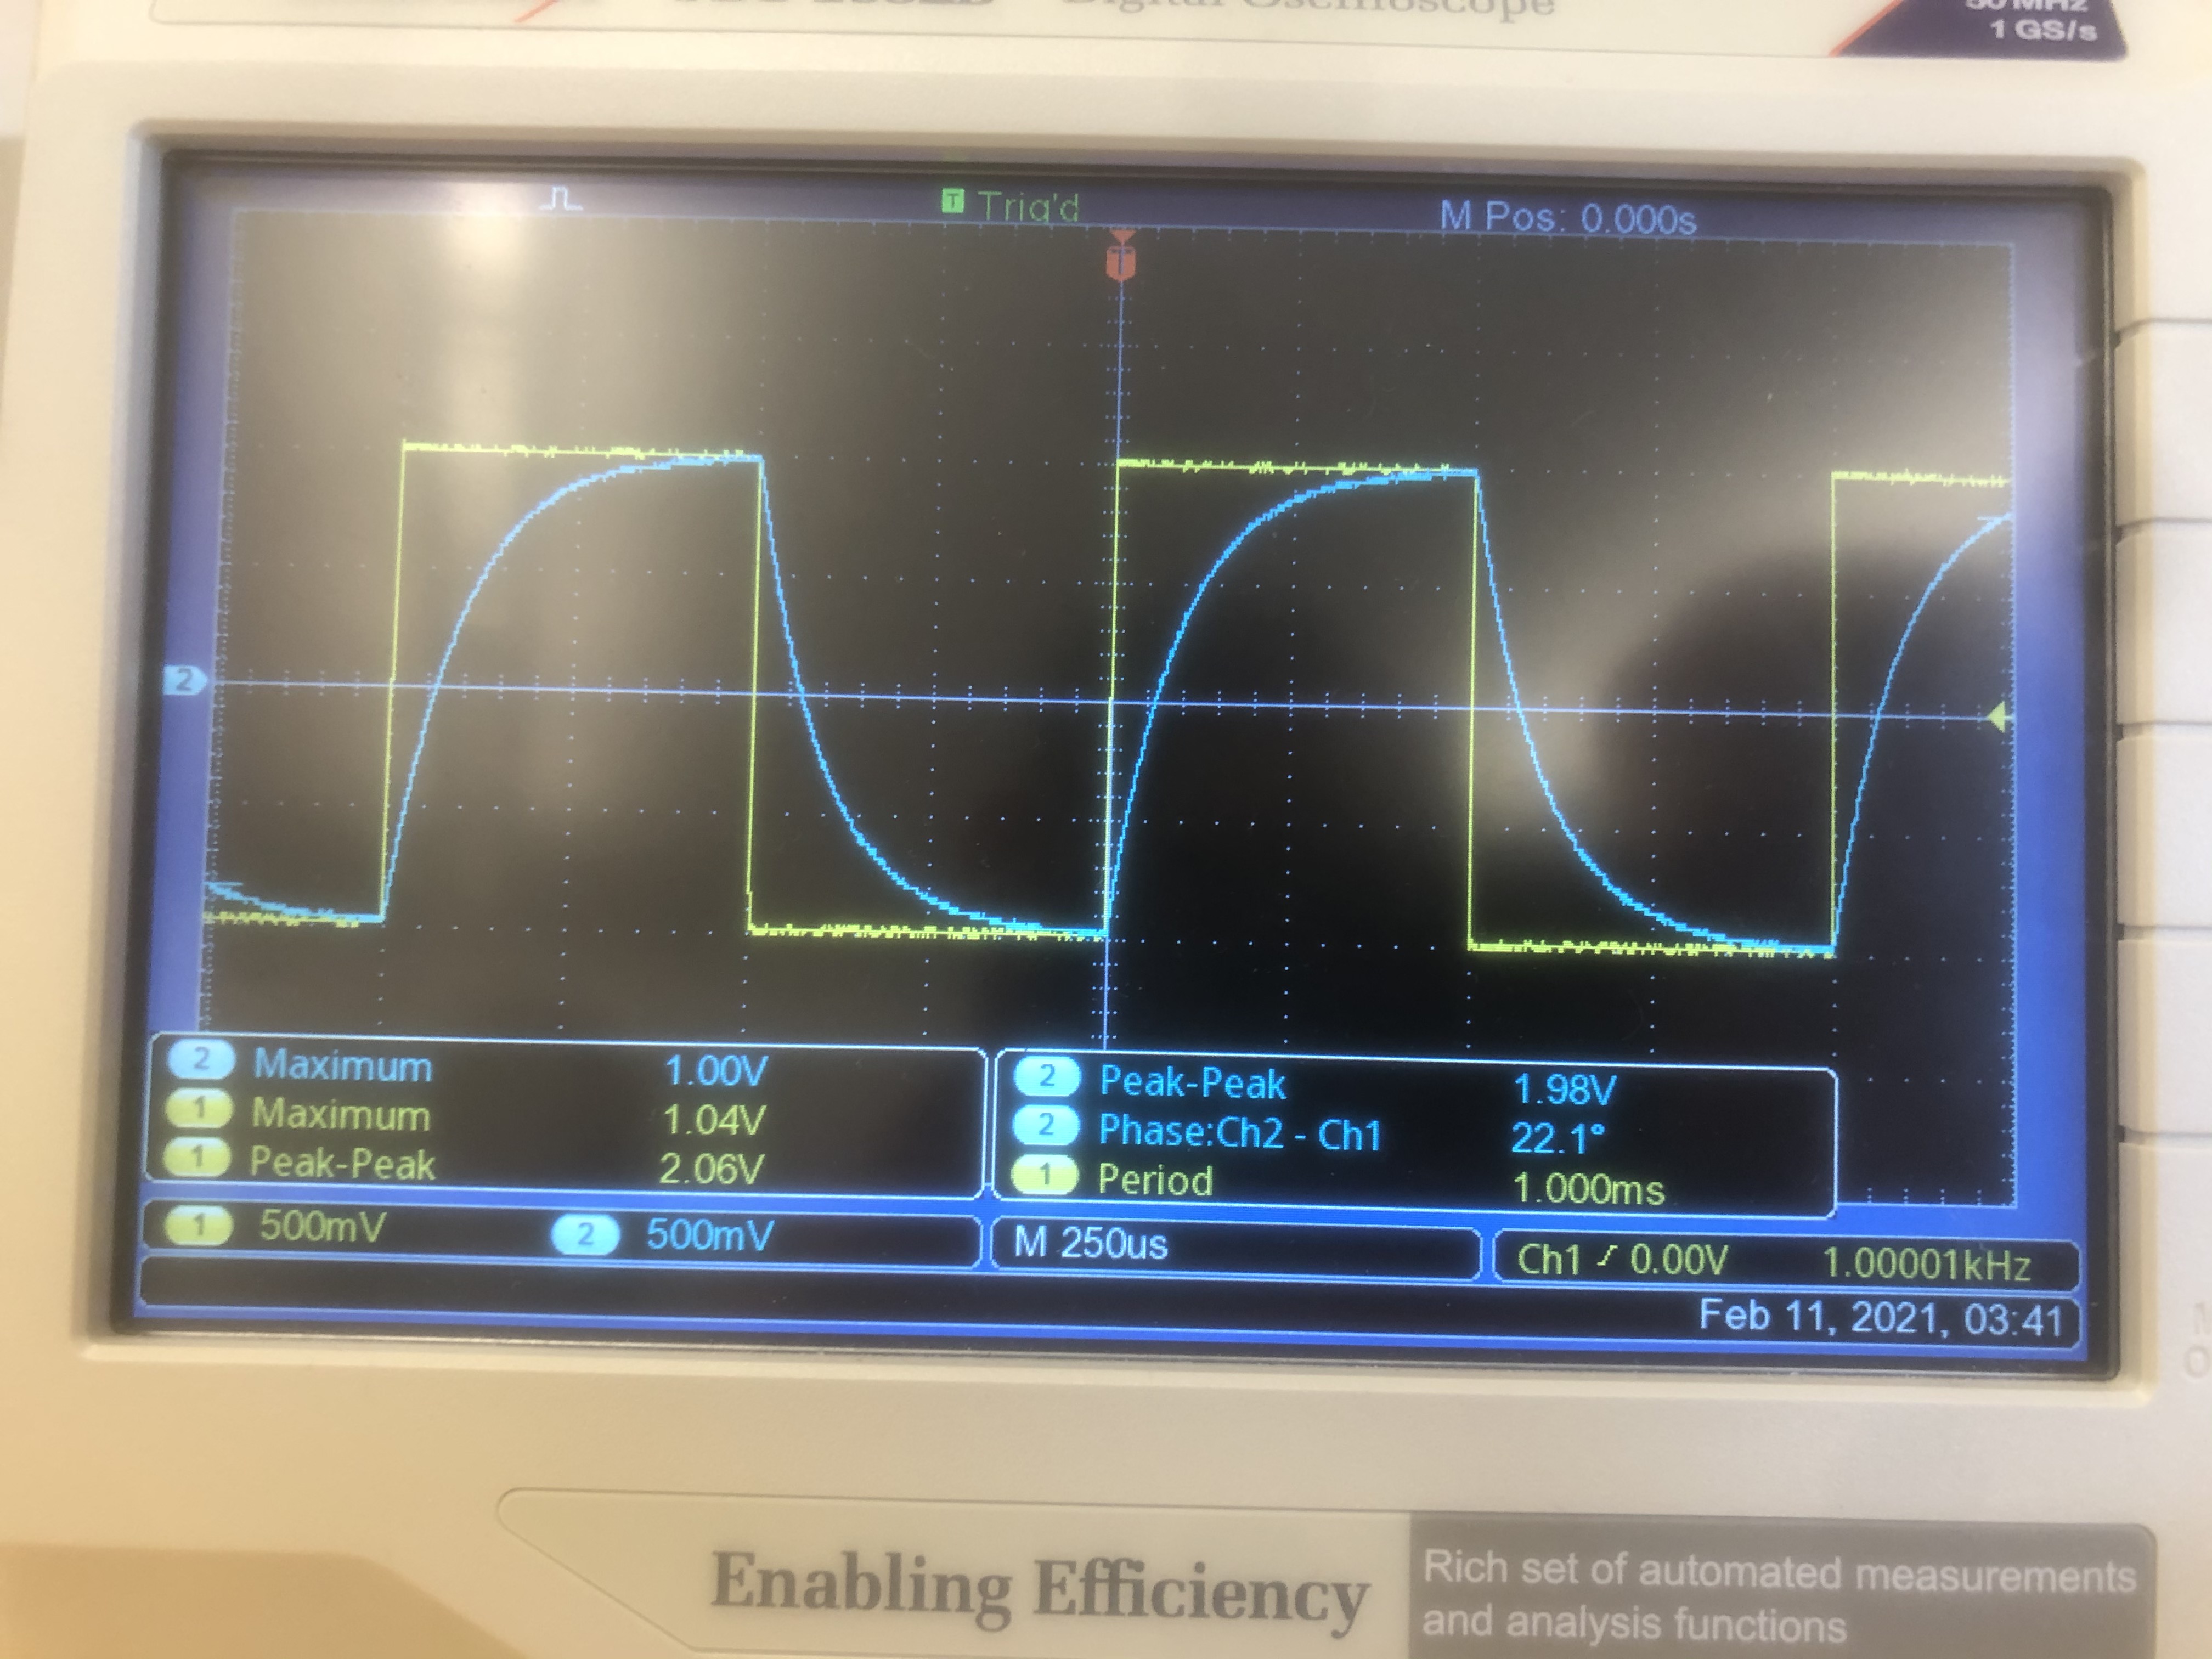 Digital Oscilloscope
50 MHz
1 GS/s
T Trig'd
M Pos: 0.000s
T
2
2 Maximum 1.00V
1 Maximum 1.04V
1 Peak-Peak 2.06V
2 Peak-Peak 1.98V
2 Phase:Ch2 - Ch1 22.1°
1 Period 1.000ms
1 500mV 2 500mV
M 250us
Ch1 / 0.00V 1.00001kHz
Feb 11, 2021, 03:41
Enabling Efficiency
Rich set of automated measurements
and analysis functions